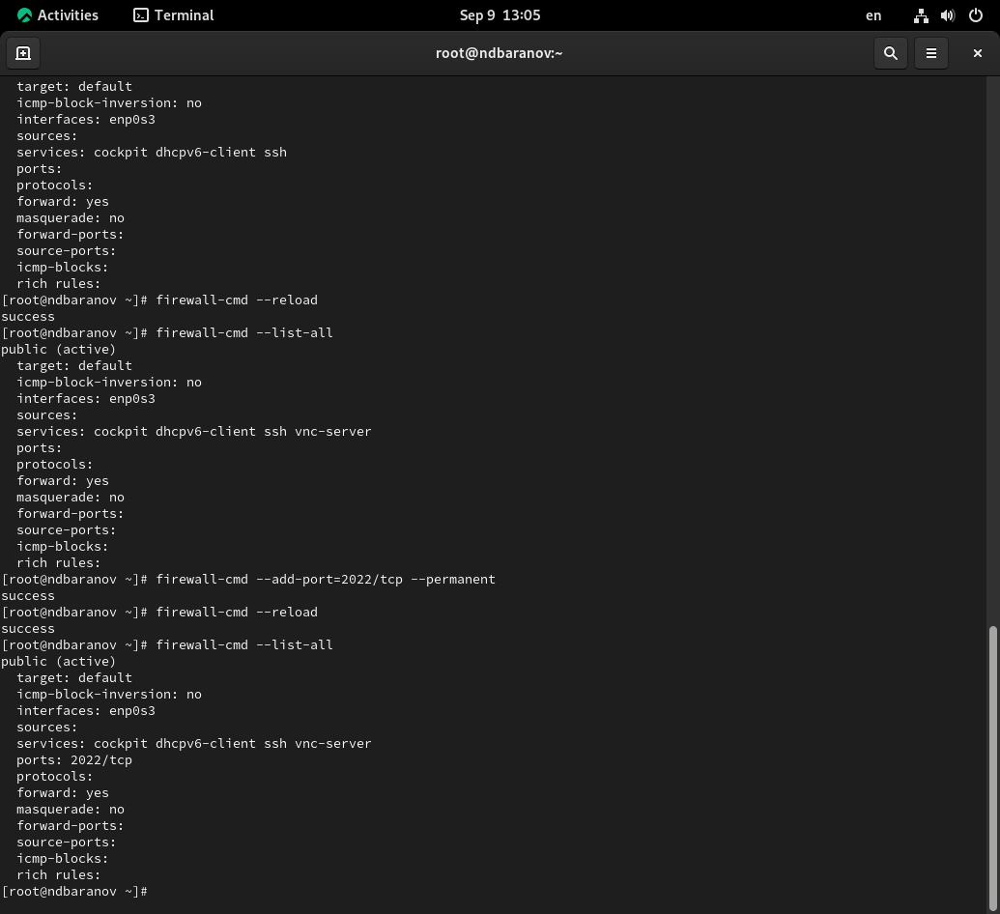 Activities Terminal Sep 9 13:05 en
root@ndbaranov:~
target: default
icmp-block-inversion: no
interfaces: enp0s3
sources:
services: cockpit dhcpv6-client ssh
ports:
protocols:
forward: yes
masquerade: no
forward-ports:
source-ports:
icmp-blocks:
rich rules:
[root@ndbaranov ~]# firewall-cmd --reload
success
[root@ndbaranov ~]# firewall-cmd --list-all
public (active)
target: default
icmp-block-inversion: no
interfaces: enp0s3
sources:
services: cockpit dhcpv6-client ssh vnc-server
ports:
protocols:
forward: yes
masquerade: no
forward-ports:
source-ports:
icmp-blocks:
rich rules:
[root@ndbaranov ~]# firewall-cmd --add-port=2022/tcp --permanent
success
[root@ndbaranov ~]# firewall-cmd --reload
success
[root@ndbaranov ~]# firewall-cmd --list-all
public (active)
target: default
icmp-block-inversion: no
interfaces: enp0s3
sources:
services: cockpit dhcpv6-client ssh vnc-server
ports: 2022/tcp
protocols:
forward: yes
masquerade: no
forward-ports:
source-ports:
icmp-blocks:
rich rules:
[root@ndbaranov ~]#